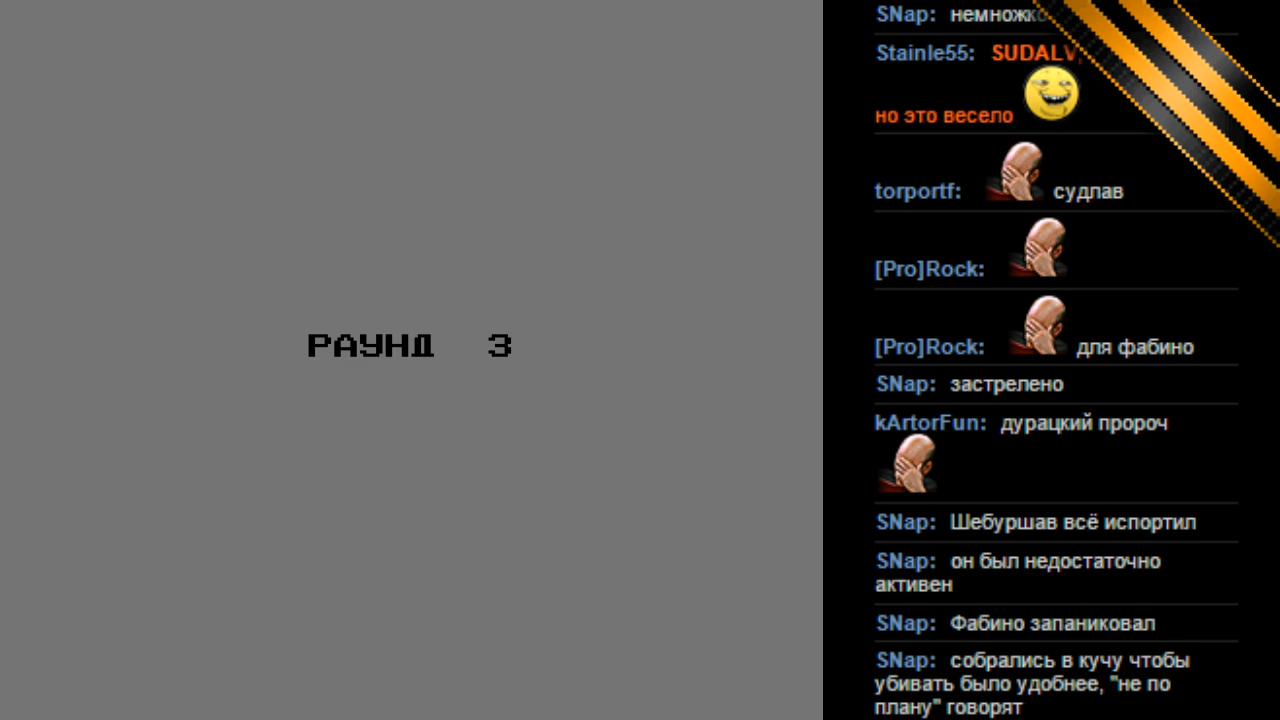 РАУНД 3
SNap: немножко
Stainle55: SUDALV,
но это весело
torportf: судлав
[Pro]Rock:
[Pro]Rock: для фабино
SNap: застрелено
kArtorFun: дурацкий пророч
SNap: Шебуршав всё испортил
SNap: он был недостаточно
активен
SNap: Фабино запаниковал
SNap: собрались в кучу чтобы
убивать было удобнее, "не по
плану" говорят